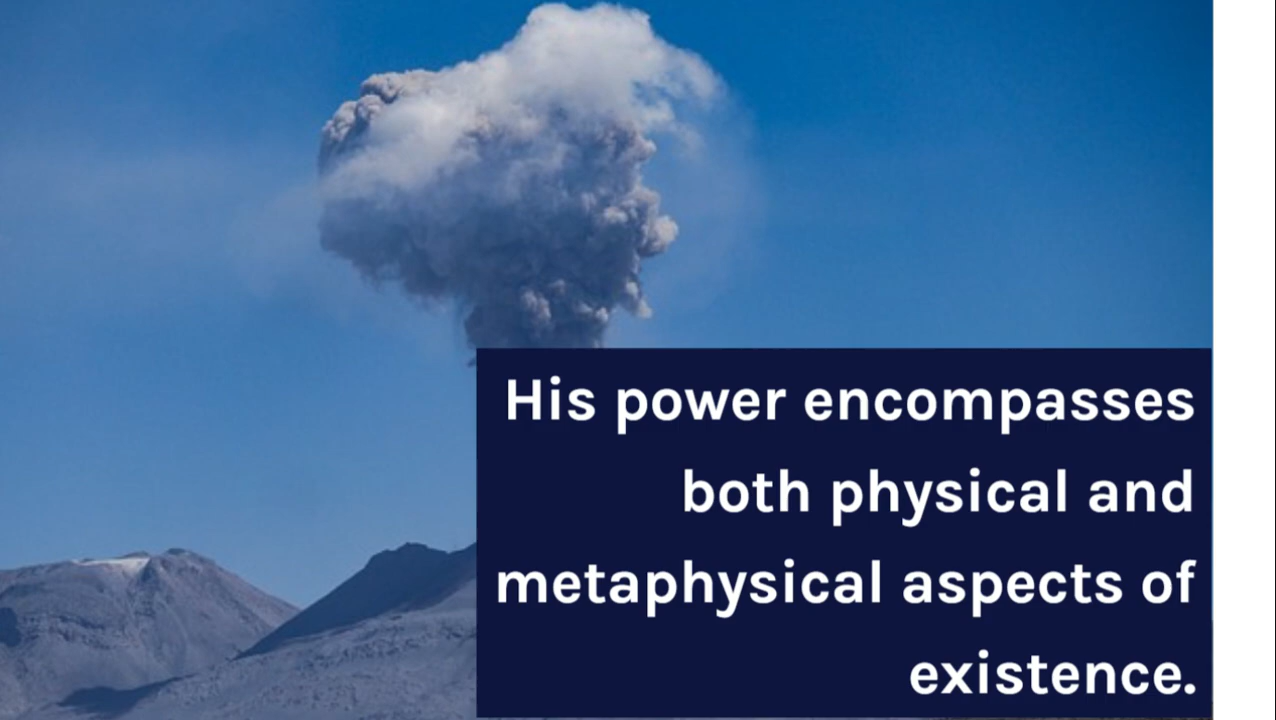 His power encompasses
both physical and
metaphysical aspects of
existence.